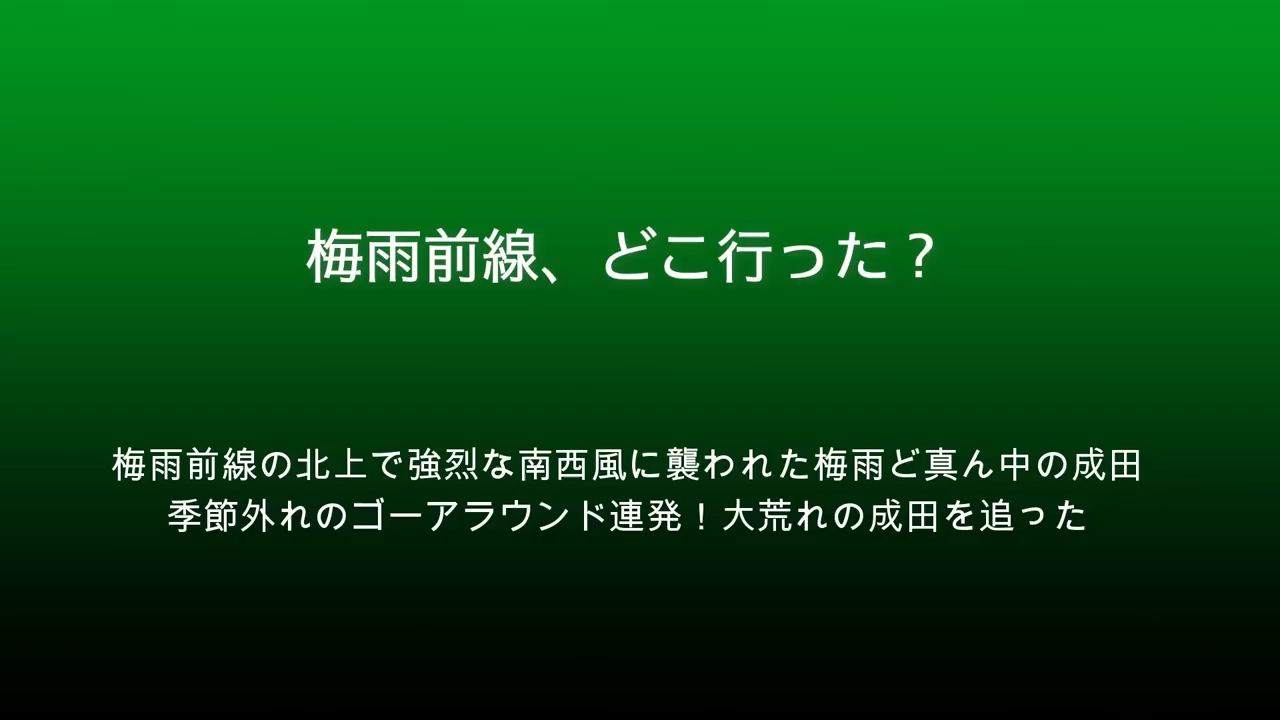 梅雨前線、どこ行った？
梅雨前線の北上で強烈な南西風に襲われた梅雨ど真ん中の成田
季節外れのゴーアラウンド連発！大荒れの成田を追った